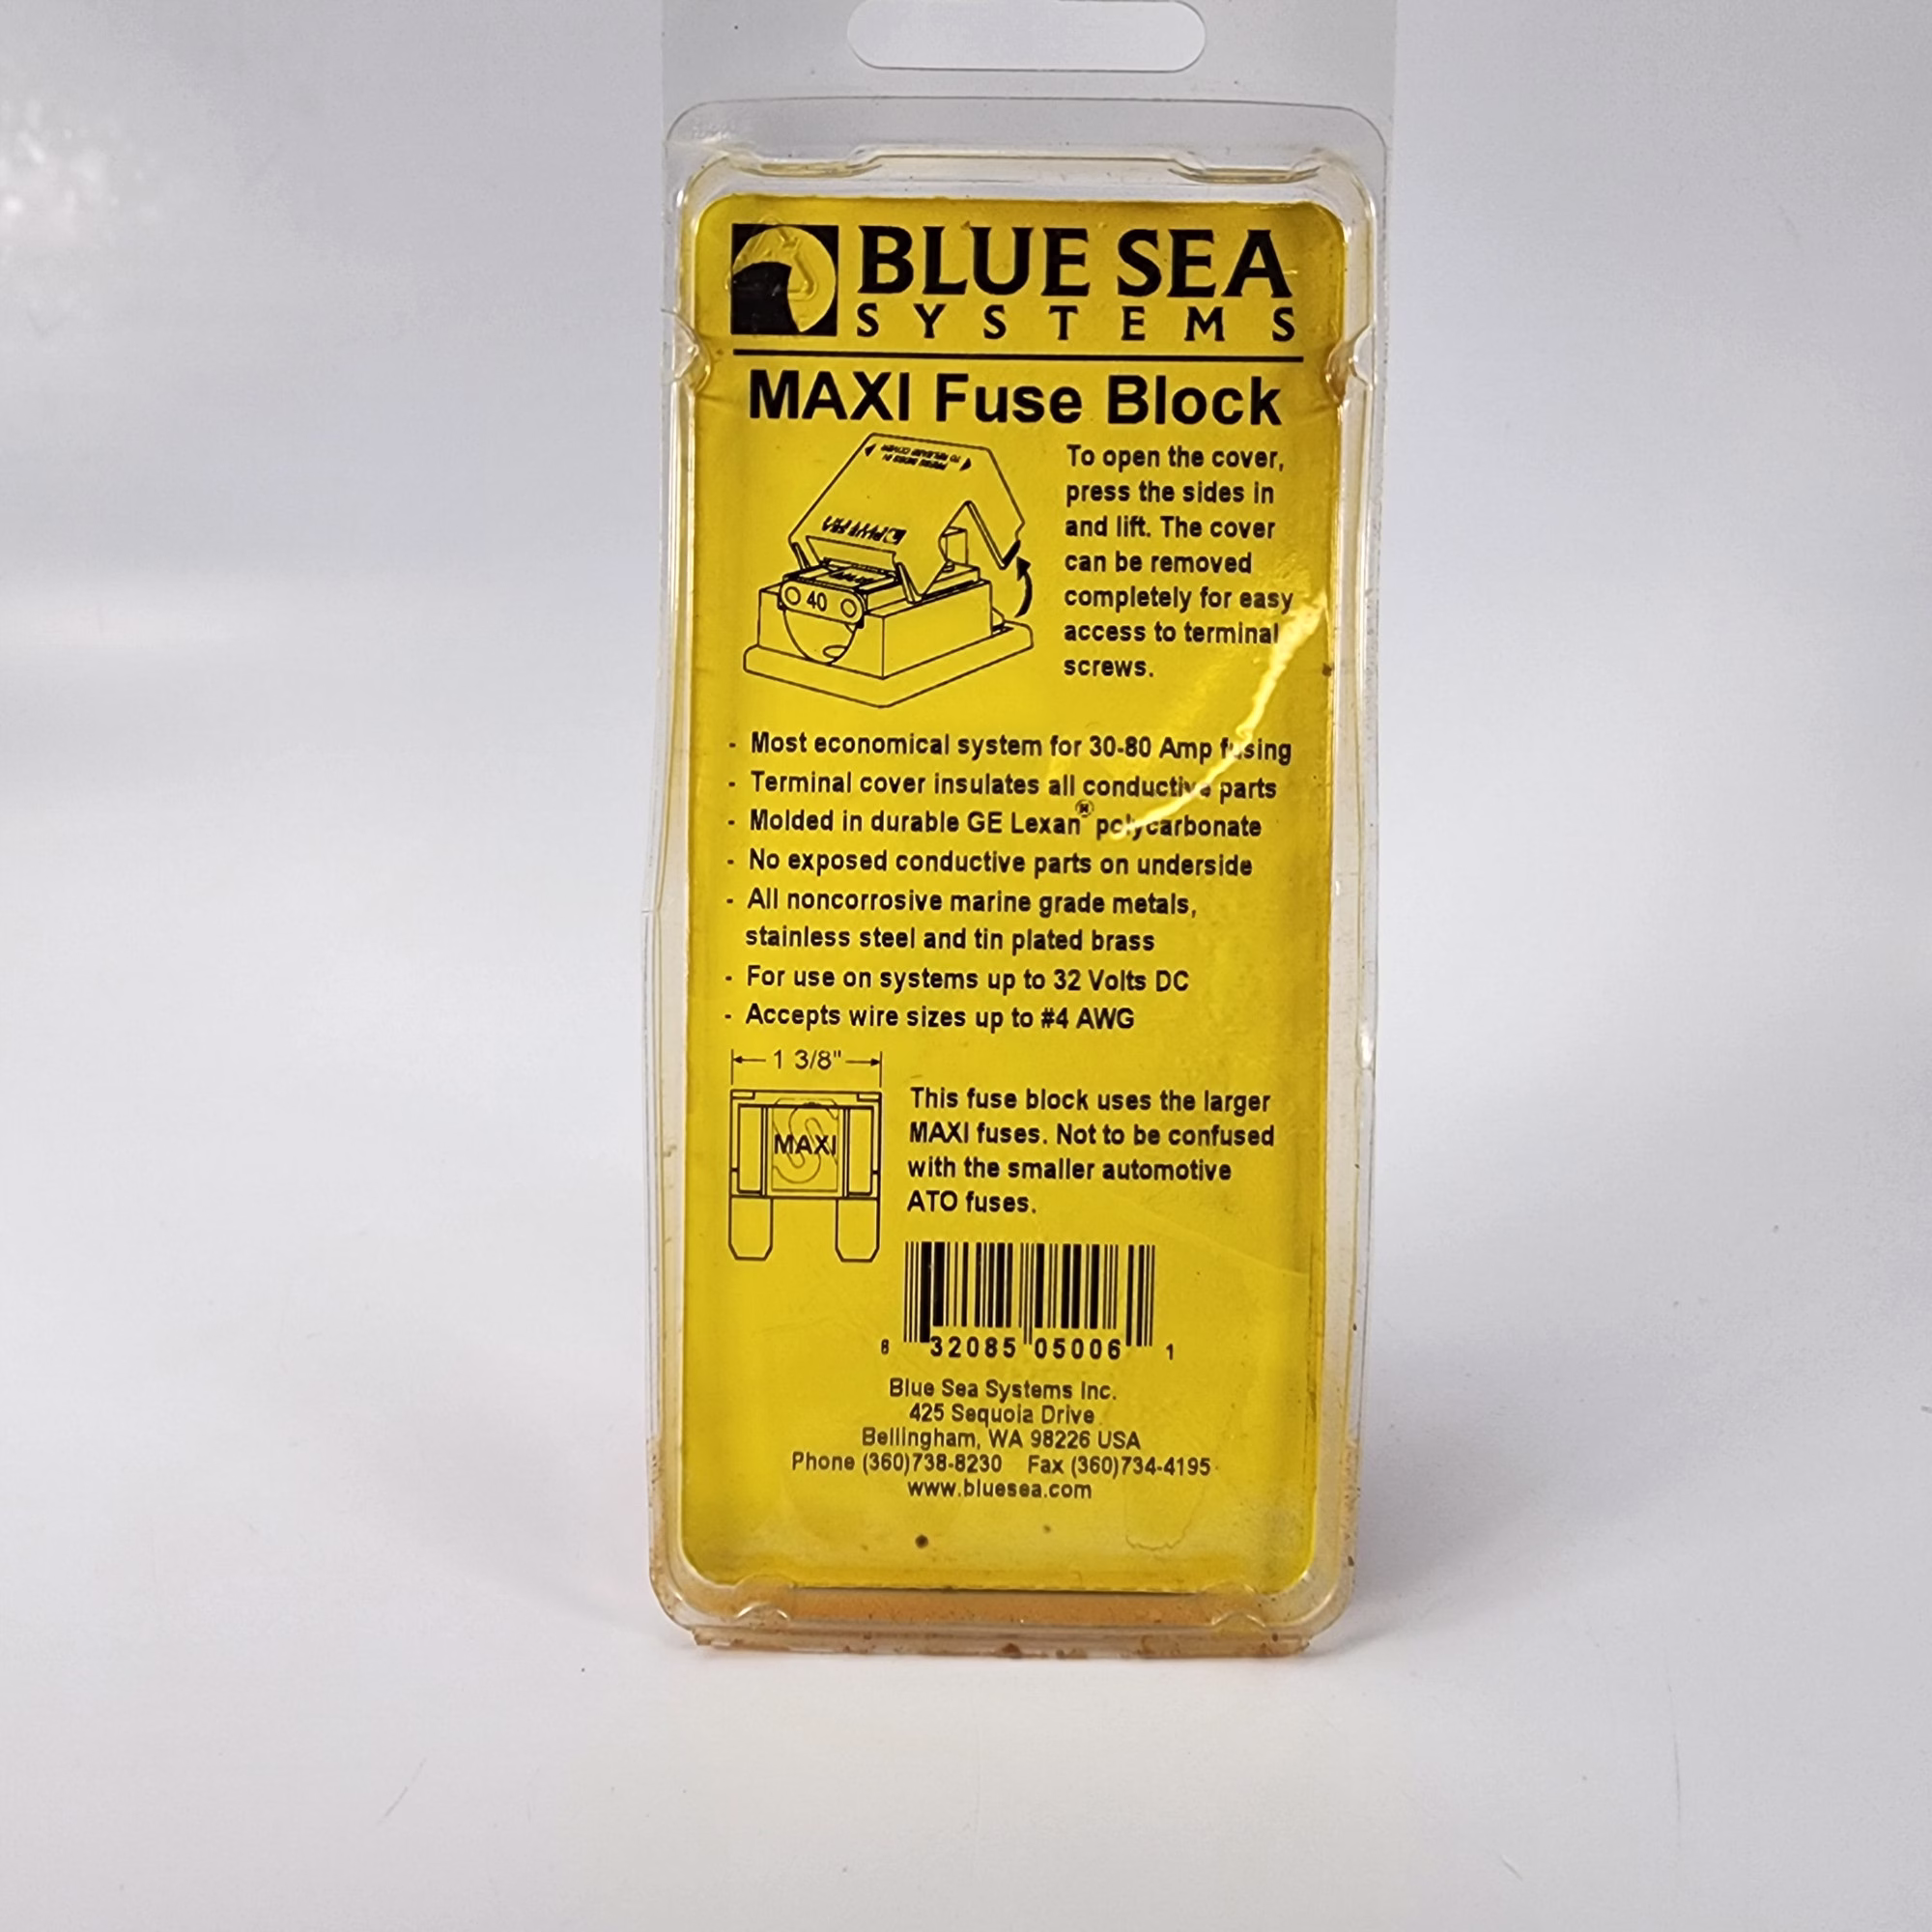 BLUE SEA
SYSTEMS
MAXI Fuse Block
To open the cover,
press the sides in
and lift. The cover
can be removed
completely for easy
access to terminal
screws.
40
- Most economical system for 30-80 Amp fusing
- Terminal cover insulates all conductive parts
- Molded in durable GE Lexan® polycarbonate
- No exposed conductive parts on underside
- All noncorrosive marine grade metals,
stainless steel and tin plated brass
- For use on systems up to 32 Volts DC
- Accepts wire sizes up to #4 AWG
1 3/8"
MAXI
This fuse block uses the larger
MAXI fuses. Not to be confused
with the smaller automotive
ATO fuses.
6 32085 05006 1
Blue Sea Systems Inc.
425 Sequoia Drive
Bellingham, WA 98226 USA
Phone (360)738-8230 Fax (360)734-4195
www.bluesea.com